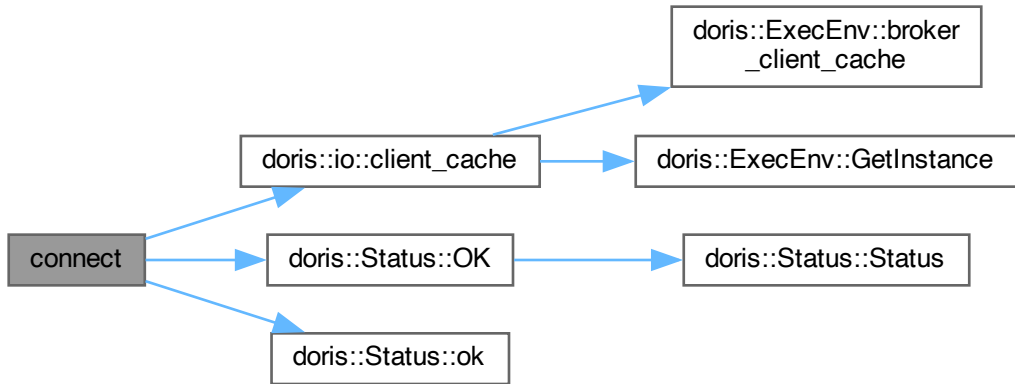 doris::ExecEnv::broker
_client_cache
doris::io::client_cache
doris::ExecEnv::GetInstance
connect
doris::Status::OK
doris::Status::Status
doris::Status::ok